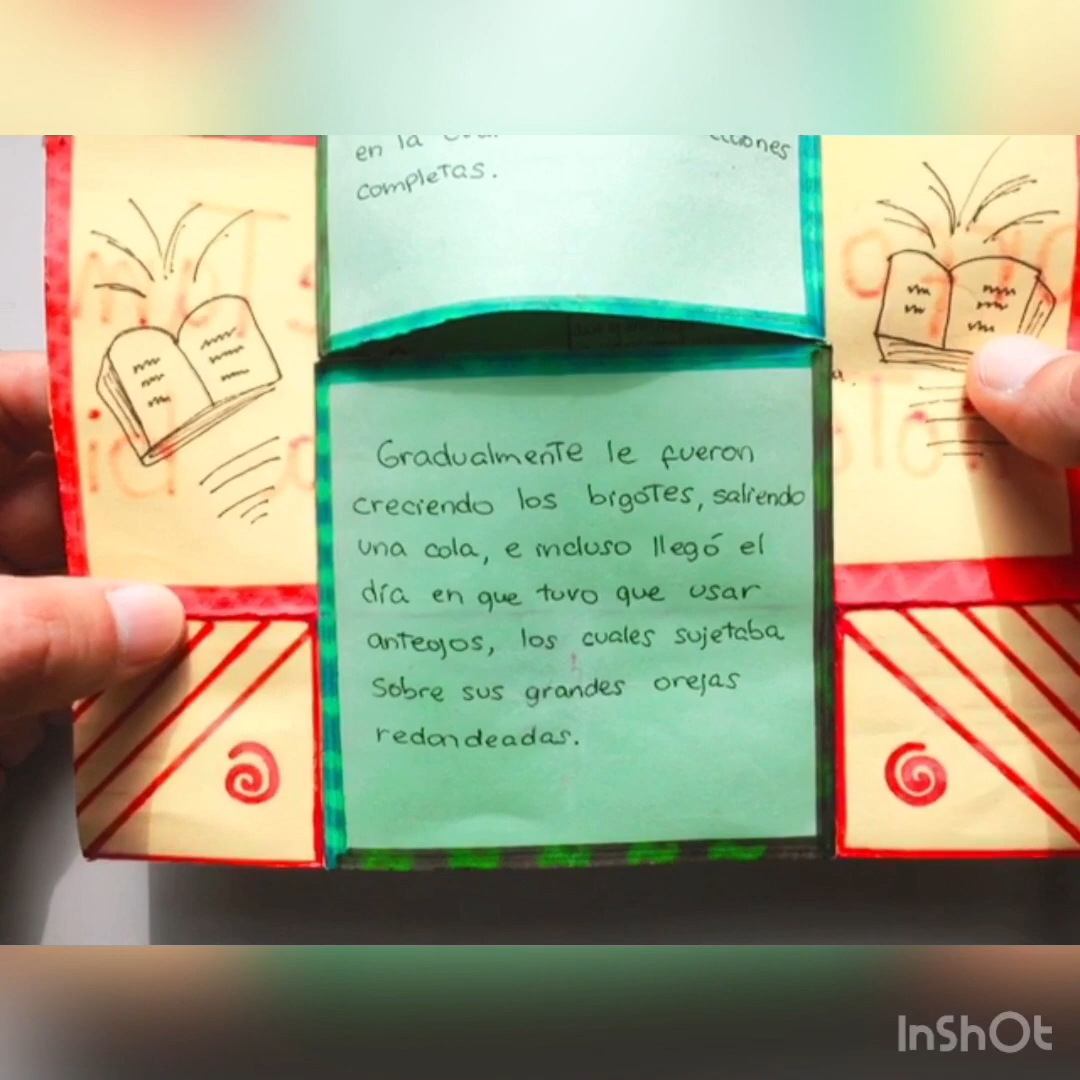 en la
completas.
Gradualmente le fueron
creciendo los bigotes, saliendo
una cola, e incluso llegó el
día en que tuvo que usar
anteojos, los cuales sujetaba
sobre sus grandes orejas
redondeadas.
InShOt